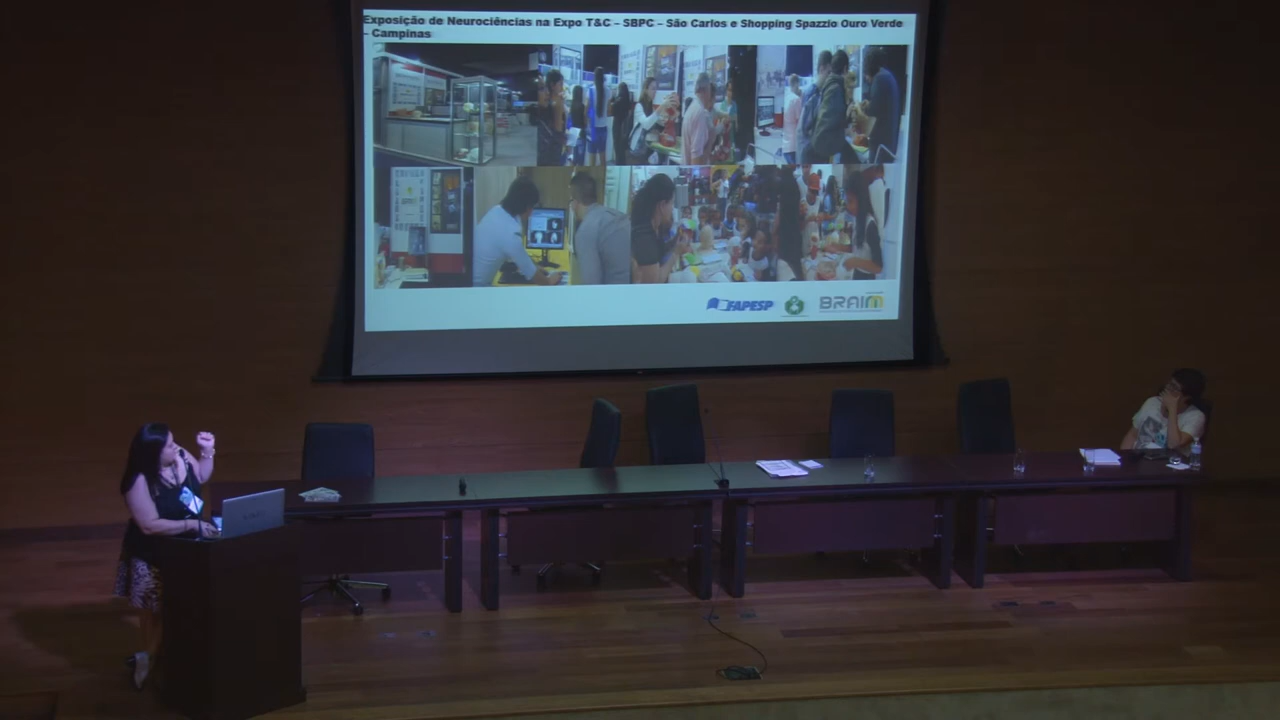 Exposição de Neurociências na Expo T&C – SBPC – São Carlos e Shopping Spazzio Ouro Verde
– Campinas
FAPESP
BRAIN